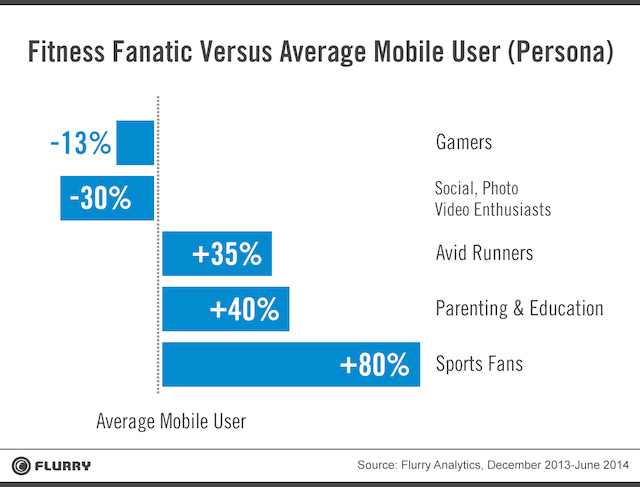 Fitness Fanatic Versus Average Mobile User (Persona)
-13%
Gamers
-30%
Social, Photo
Video Enthusiasts
+35%
Avid Runners
+40%
Parenting & Education
+80%
Sports Fans
Average Mobile User
FLURRY
Source: Flurry Analytics, December 2013-June 2014